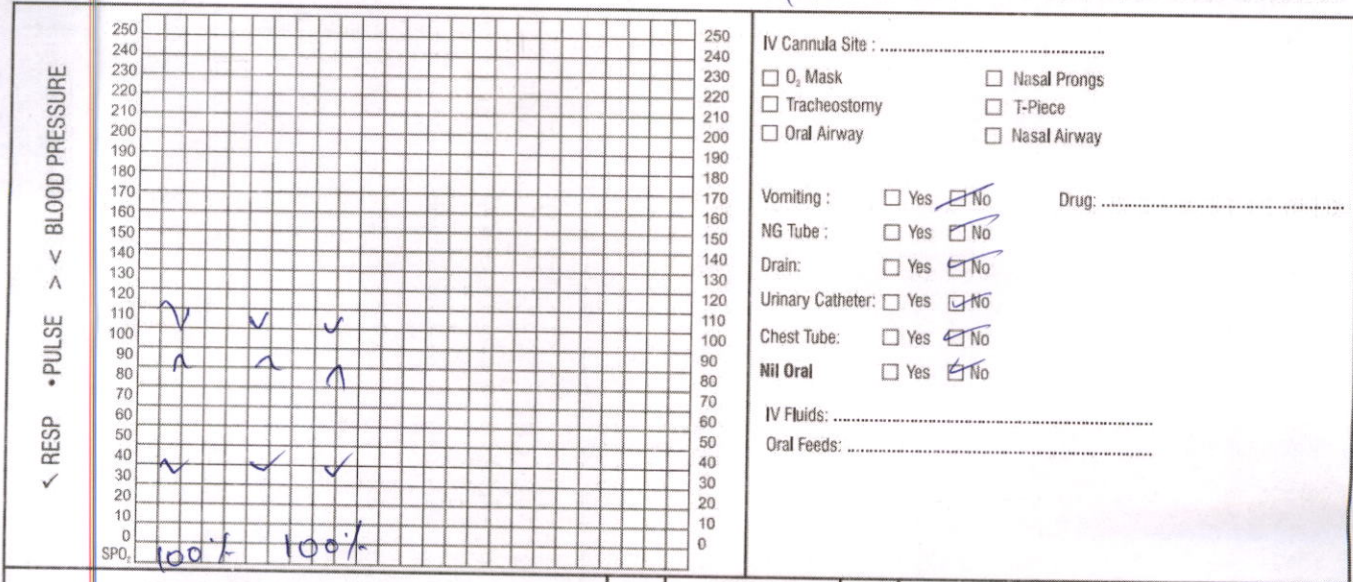 < RESP • PULSE > < BLOOD PRESSURE
250 250
240 240
230 230
220 220
210 210
200 200
190 190
180 180
170 170
160 160
150 150
140 140
130 130
120 120
110 110
100 100
90 90
80 80
70 70
60 60
50 50
40 40
30 30
20 20
10 10
0 0
SPO₂ 100% 100%
IV Cannula Site : ............................................................
☐ O₂ Mask ☐ Nasal Prongs
☐ Tracheostomy ☐ T-Piece
☐ Oral Airway ☐ Nasal Airway
Vomiting : ☐ Yes ☑ No Drug: ............................................................
NG Tube : ☐ Yes ☑ No
Drain: ☐ Yes ☑ No
Urinary Catheter: ☐ Yes ☑ No
Chest Tube: ☐ Yes ☑ No
Nil Oral ☐ Yes ☑ No
IV Fluids: ............................................................
Oral Feeds: ............................................................